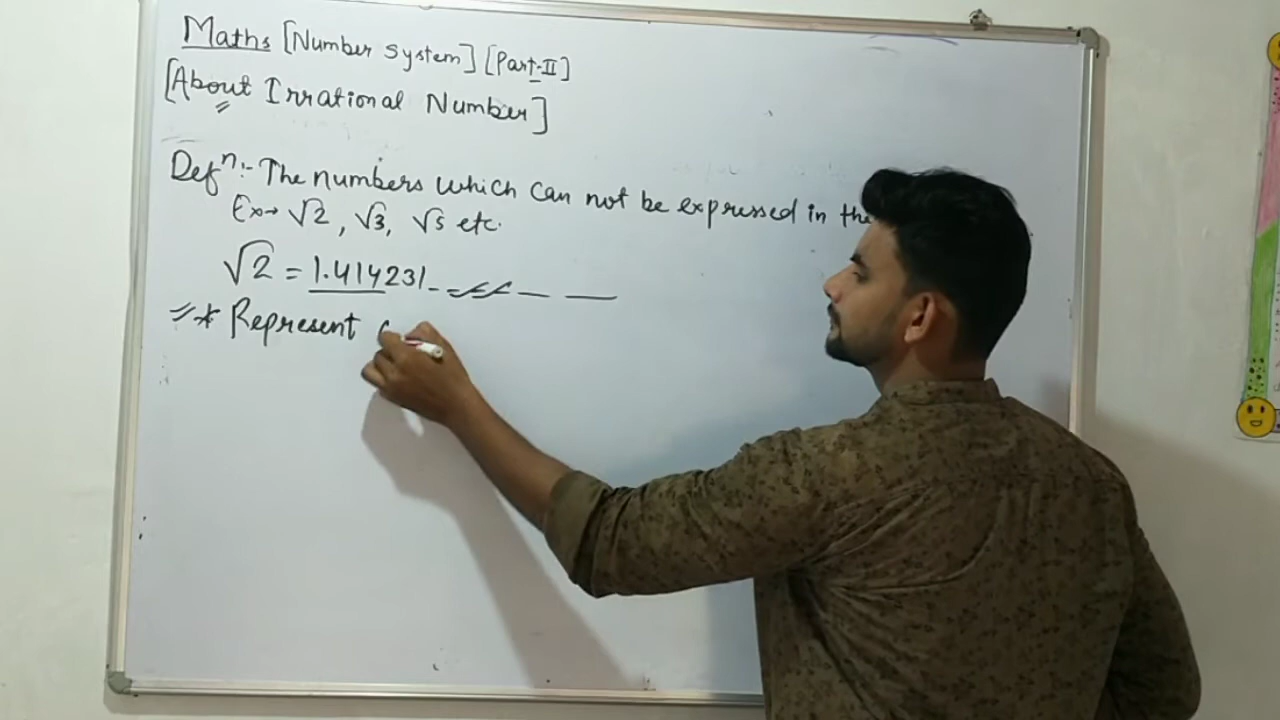 Maths [Number System] [Part-II]
[About Irrational Number]
Defⁿ:- The numbers which can not be expressed in the
Ex→ √2, √3, √5 etc.
√2 = 1.414231-
* Represent